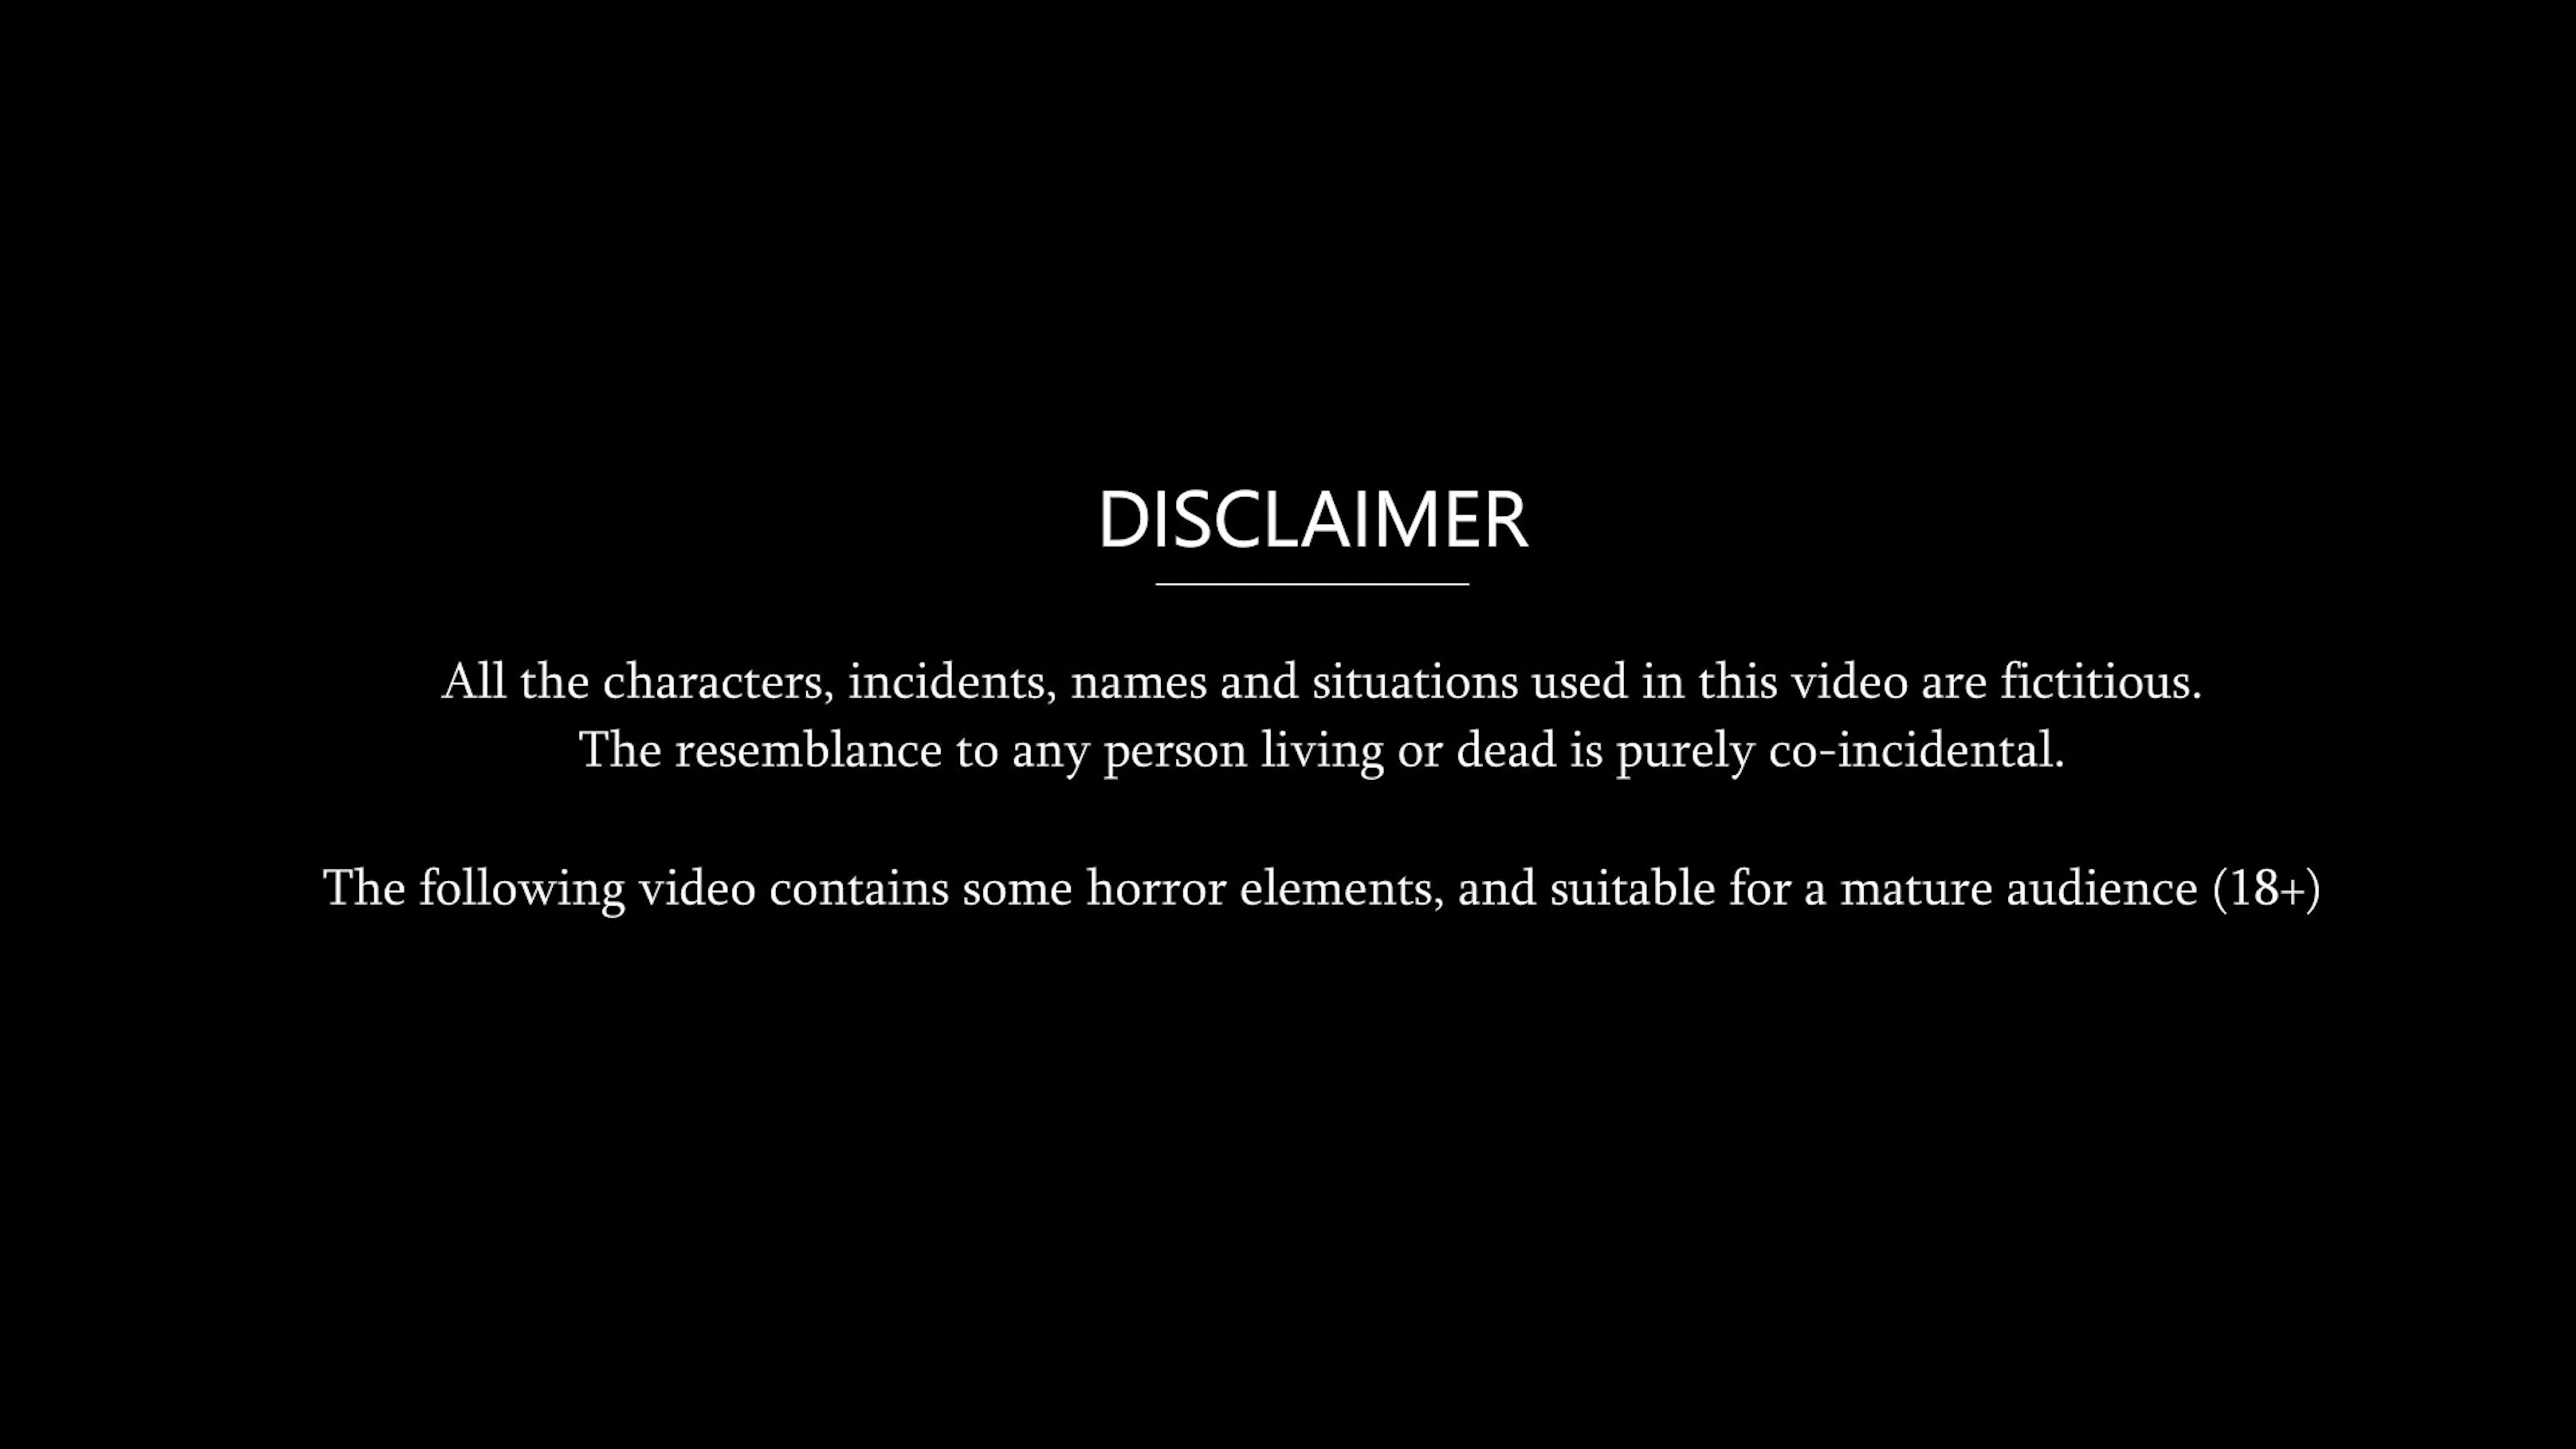 DISCLAIMER
All the characters, incidents, names and situations used in this video are fictitious.
The resemblance to any person living or dead is purely co-incidental.
The following video contains some horror elements, and suitable for a mature audience (18+)